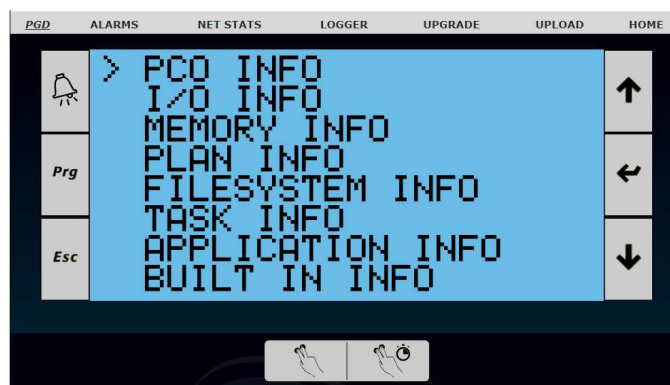 PGD ALARMS NET STATS LOGGER UPGRADE UPLOAD HOME
> PCO INFO
I/O INFO
MEMORY INFO
Prg
PLAN INFO
FILESYSTEM INFO
TASK INFO
Esc
APPLICATION INFO
BUILT IN INFO